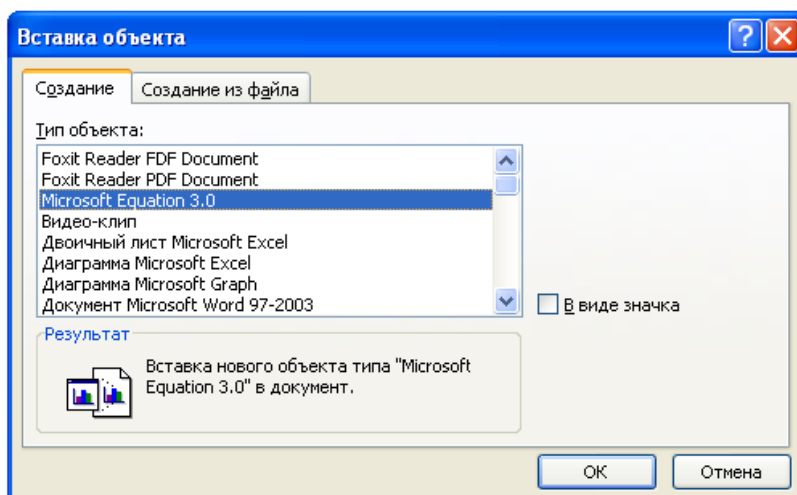 Вставка объекта
Создание
Создание из файла
Тип объекта:
Foxit Reader FDF Document
Foxit Reader PDF Document
Microsoft Equation 3.0
Видео-клип
Двоичный лист Microsoft Excel
Диаграмма Microsoft Excel
Диаграмма Microsoft Graph
Документ Microsoft Word 97-2003
В виде значка
Результат
Вставка нового объекта типа "Microsoft
Equation 3.0" в документ.
ОК
Отмена